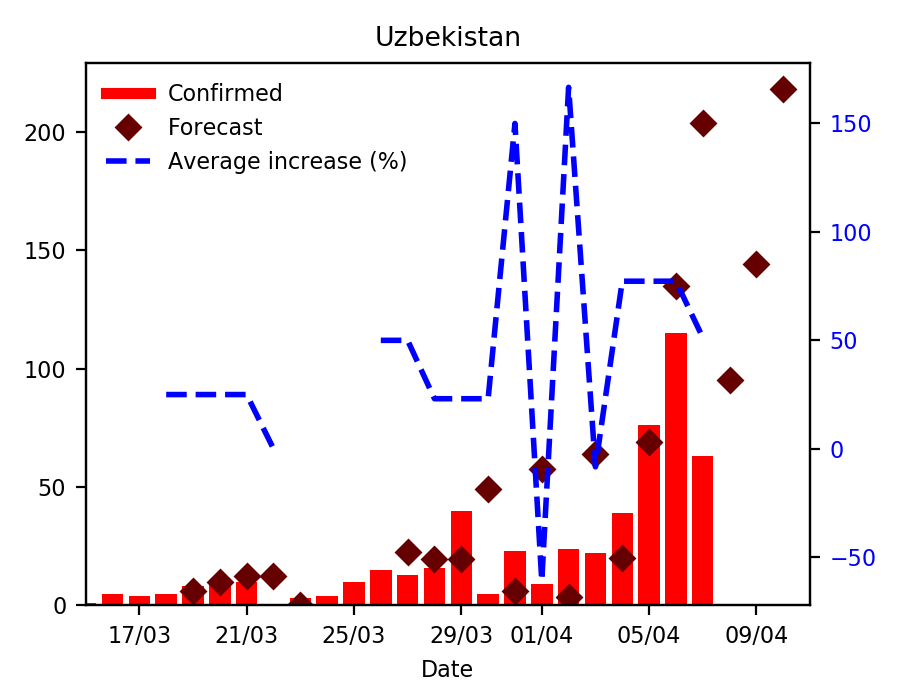 Uzbekistan
Confirmed
Forecast
Average increase (%)
200
150
100
50
0
150
100
50
0
−50
17/03 21/03 25/03 29/03 01/04 05/04 09/04
Date